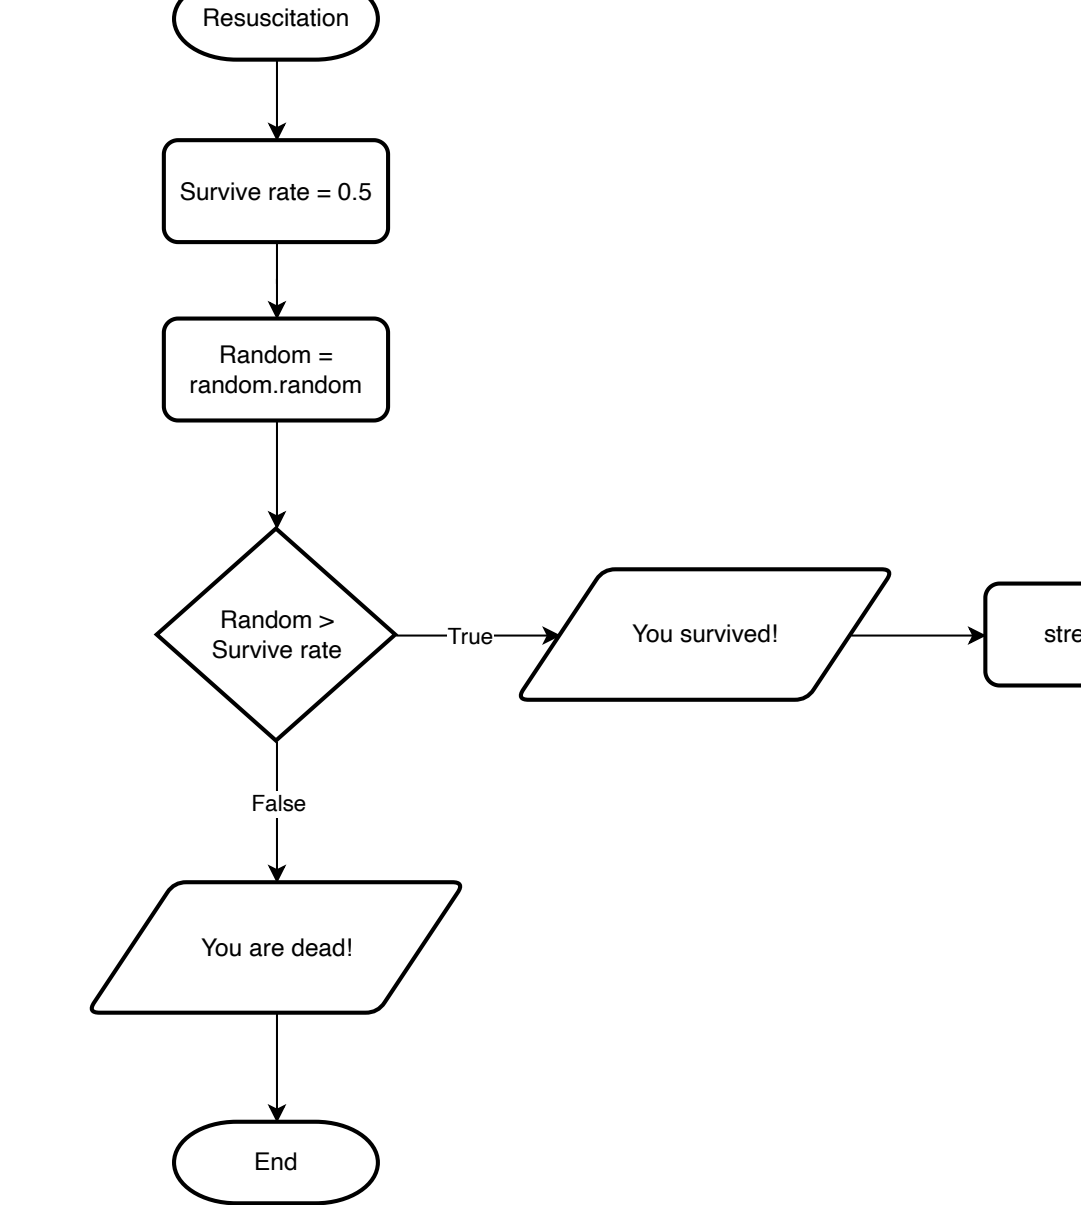 Resuscitation
Survive rate = 0.5
Random =
random.random
Random >
Survive rate
True
You survived!
False
You are dead!
End